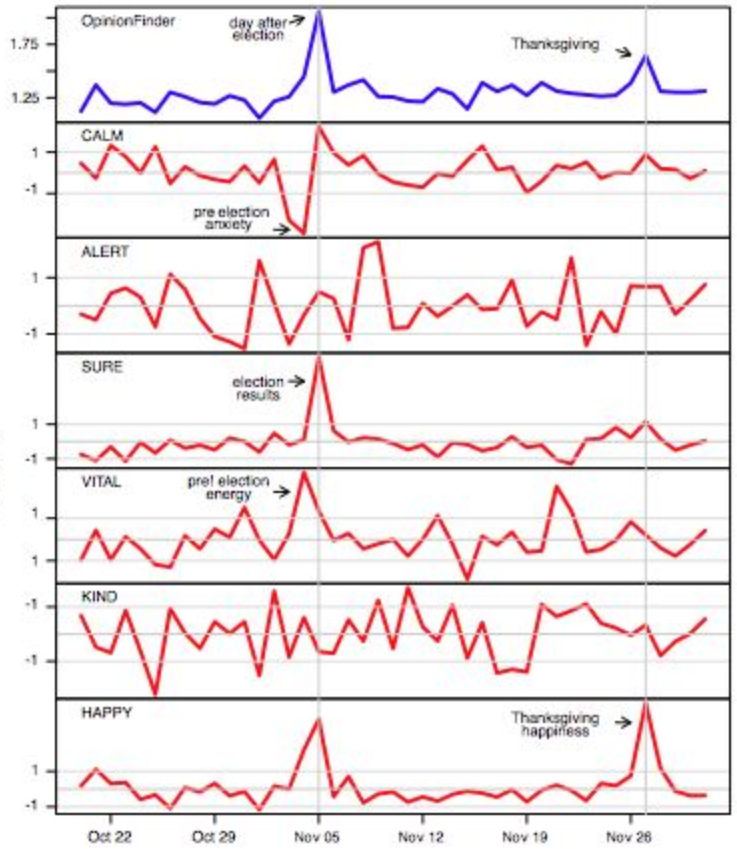 OpinionFinder
day after
election
Thanksgiving
1.75
1.25
CALM
1
-1
pre election
anxiety
ALERT
1
-1
SURE
election
results
1
-1
VITAL
pre! election
energy
1
1
KIND
-1
-1
HAPPY
Thanksgiving
happiness
1
-1
Oct 22 Oct 29 Nov 05 Nov 12 Nov 19 Nov 26